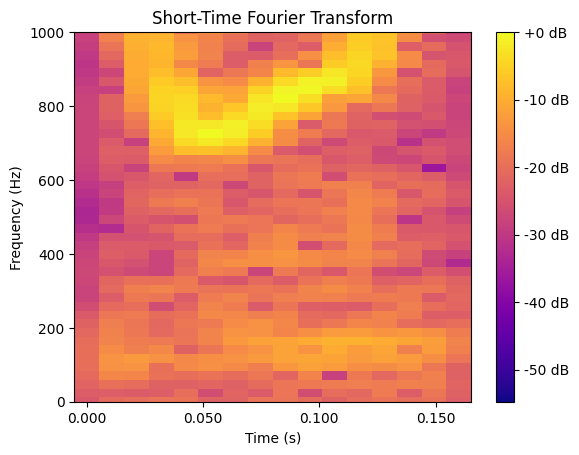 Short-Time Fourier Transform
1000
800
600
400
200
0
Frequency (Hz)
0.000
0.050
0.100
0.150
Time (s)
+0 dB
-10 dB
-20 dB
-30 dB
-40 dB
-50 dB